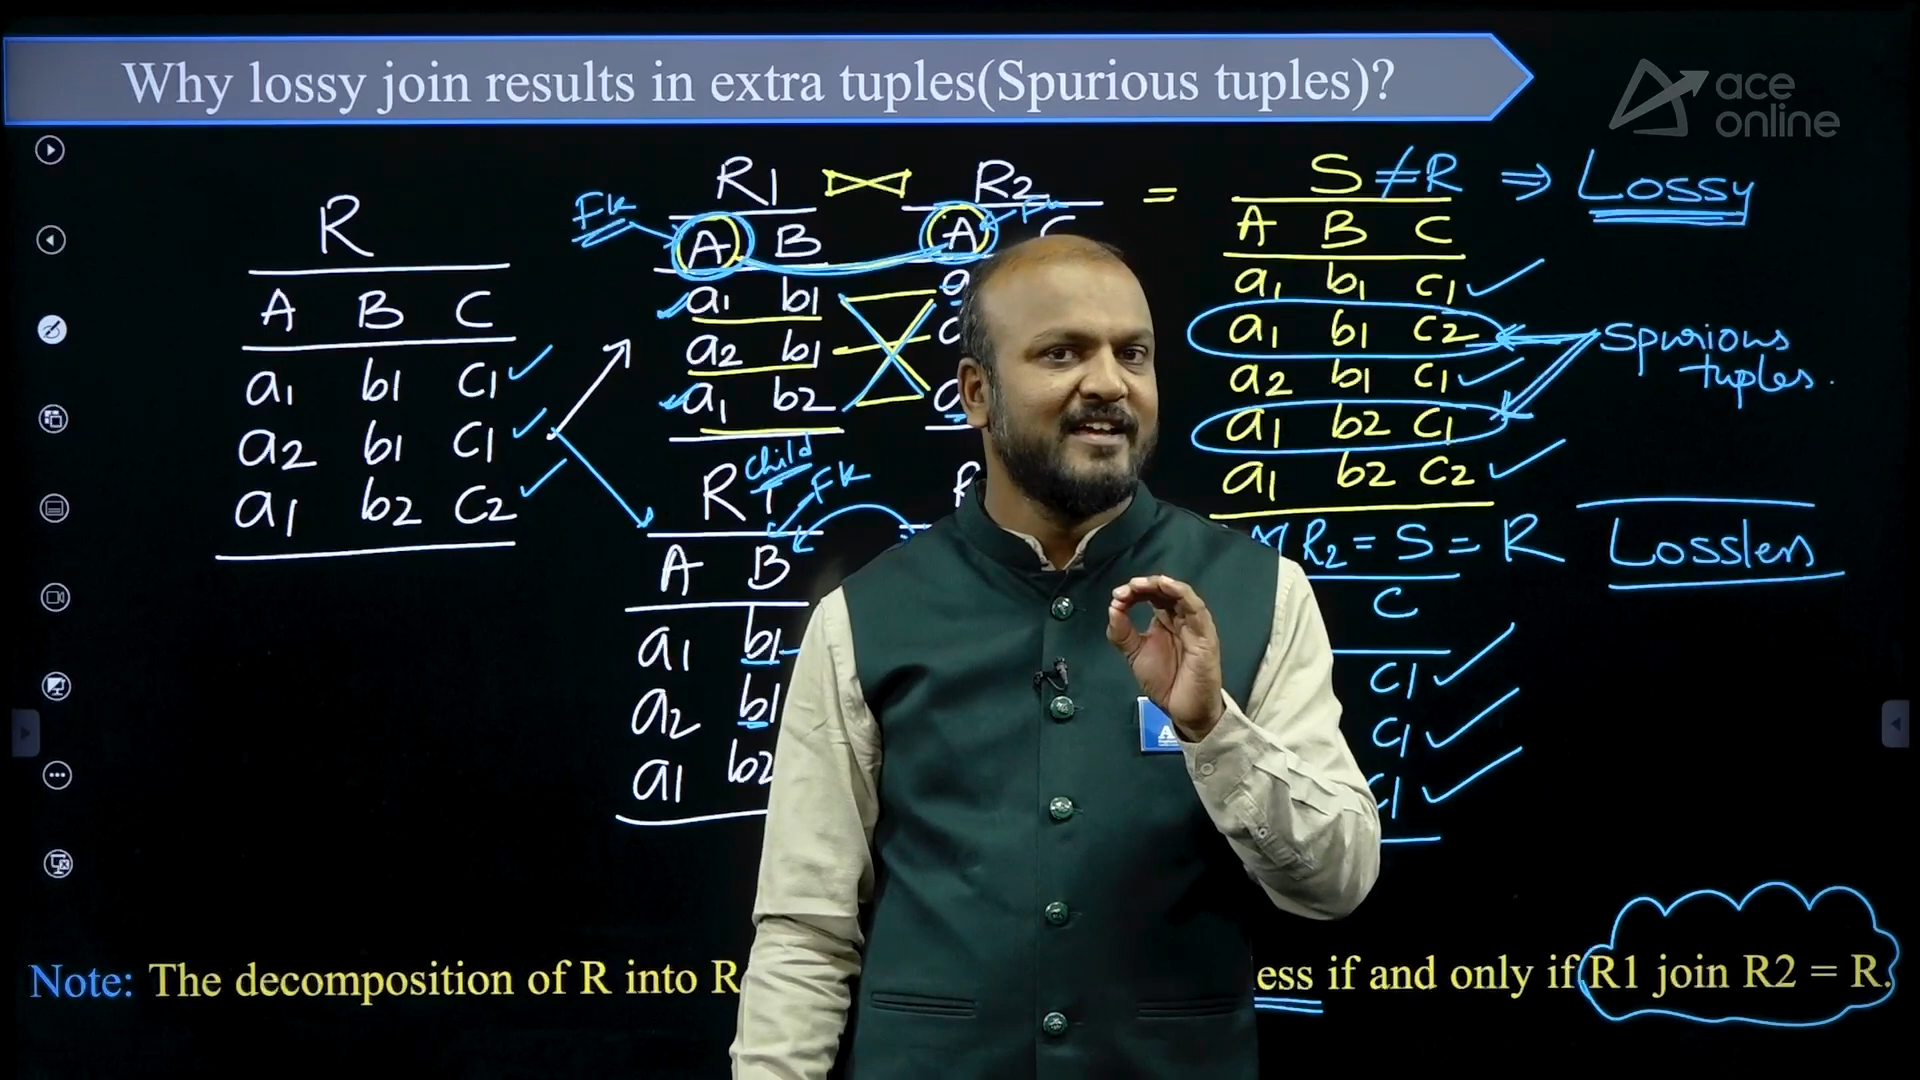 Why lossy join results in extra tuples(Spurious tuples)?
ace
online
R
A B C
a1 b1 c1
a2 b1 c1
a1 b2 c2
R1 ⋈ R2 = S ≠ R ⇒ Lossy
FK
FK
A B
A C
a1 b1
a2 b1
a1 b2
A B C
a1 b1 c1
a1 b1 c2
a2 b1 c1
a1 b2 c1
a1 b2 c2
Spurious
tuples.
R1
child
FK
A B
a1 b1
a2 b1
a1 b2
R2 = S = R Lossless
C
C1
C1
C1
Note: The decomposition of R into R
ess if and only if R1 join R2 = R.